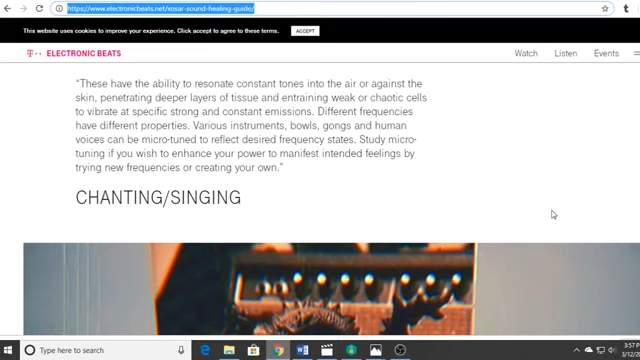 https://www.electronicbeats.net/xosar-sound-healing-guide/
This website uses cookies to improve your experience. Click accept to agree to these terms.
ACCEPT
T ELECTRONIC BEATS
Watch Listen Events
“These have the ability to resonate constant tones into the air or against the
skin, penetrating deeper layers of tissue and entraining weak or chaotic cells
to vibrate at specific strong and constant emissions. Different frequencies
have different properties. Various instruments, bowls, gongs and human
voices can be micro-tuned to reflect desired frequency states. Study micro-
tuning if you wish to enhance your power to manifest intended feelings by
trying new frequencies or creating your own.”
CHANTING/SINGING
Type here to search
3:57 P
3/12/20